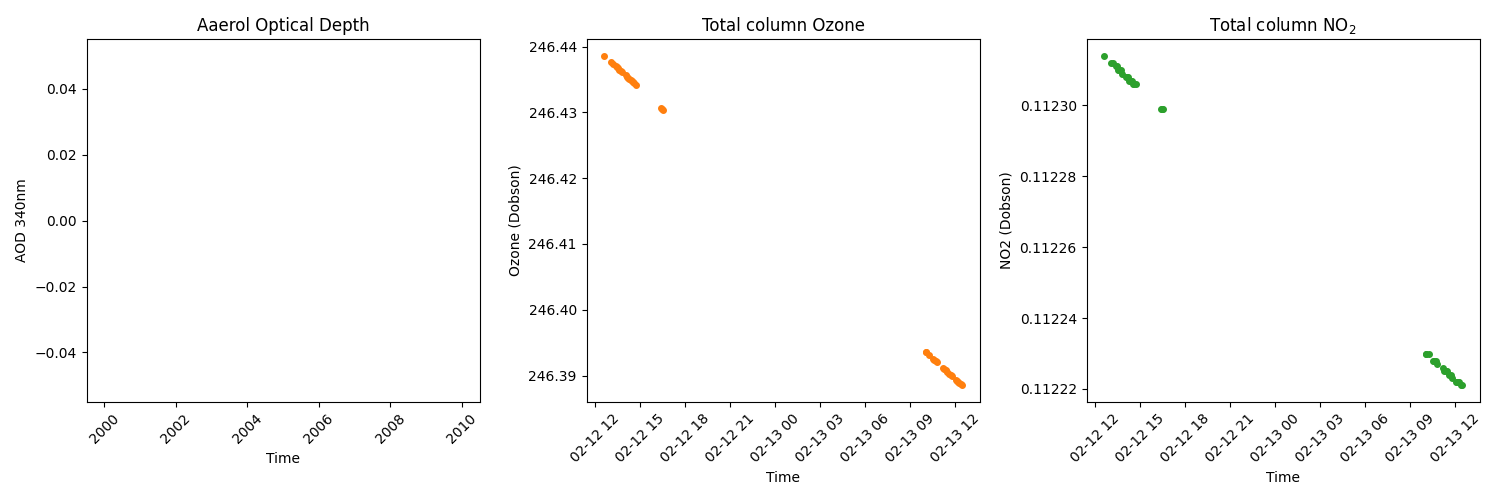 Aaerol Optical Depth
AOD 340nm
0.04
0.02
0.00
−0.02
−0.04
2000 2002 2004 2006 2008 2010
Time
Total column Ozone
Ozone (Dobson)
246.44
246.43
246.42
246.41
246.40
246.39
02-12 12 02-12 15 02-12 18 02-12 21 02-13 00 02-13 03 02-13 06 02-13 09 02-13 12
Time
Total column NO₂
NO2 (Dobson)
0.11230
0.11228
0.11226
0.11224
0.11222
02-12 12 02-12 15 02-12 18 02-12 21 02-13 00 02-13 03 02-13 06 02-13 09 02-13 12
Time